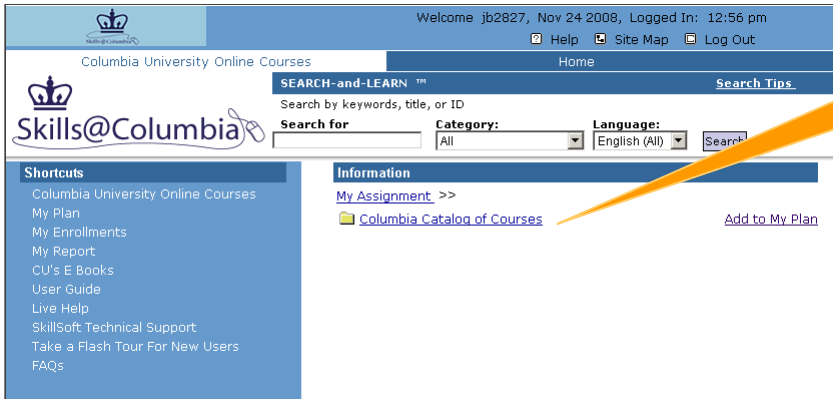 Welcome jb2827, Nov 24 2008, Logged In: 12:56 pm
Skills@Columbia
Help Site Map Log Out
Columbia University Online Courses Home
SEARCH-and-LEARN ™ Search Tips
Search by keywords, title, or ID
Search for Category: Language:
All English (All) Search
Skills@Columbia
Shortcuts
Columbia University Online Courses
My Plan
My Enrollments
My Report
CU's E Books
User Guide
Live Help
SkillSoft Technical Support
Take a Flash Tour For New Users
FAQs
Information
My Assignment >>
Columbia Catalog of Courses Add to My Plan